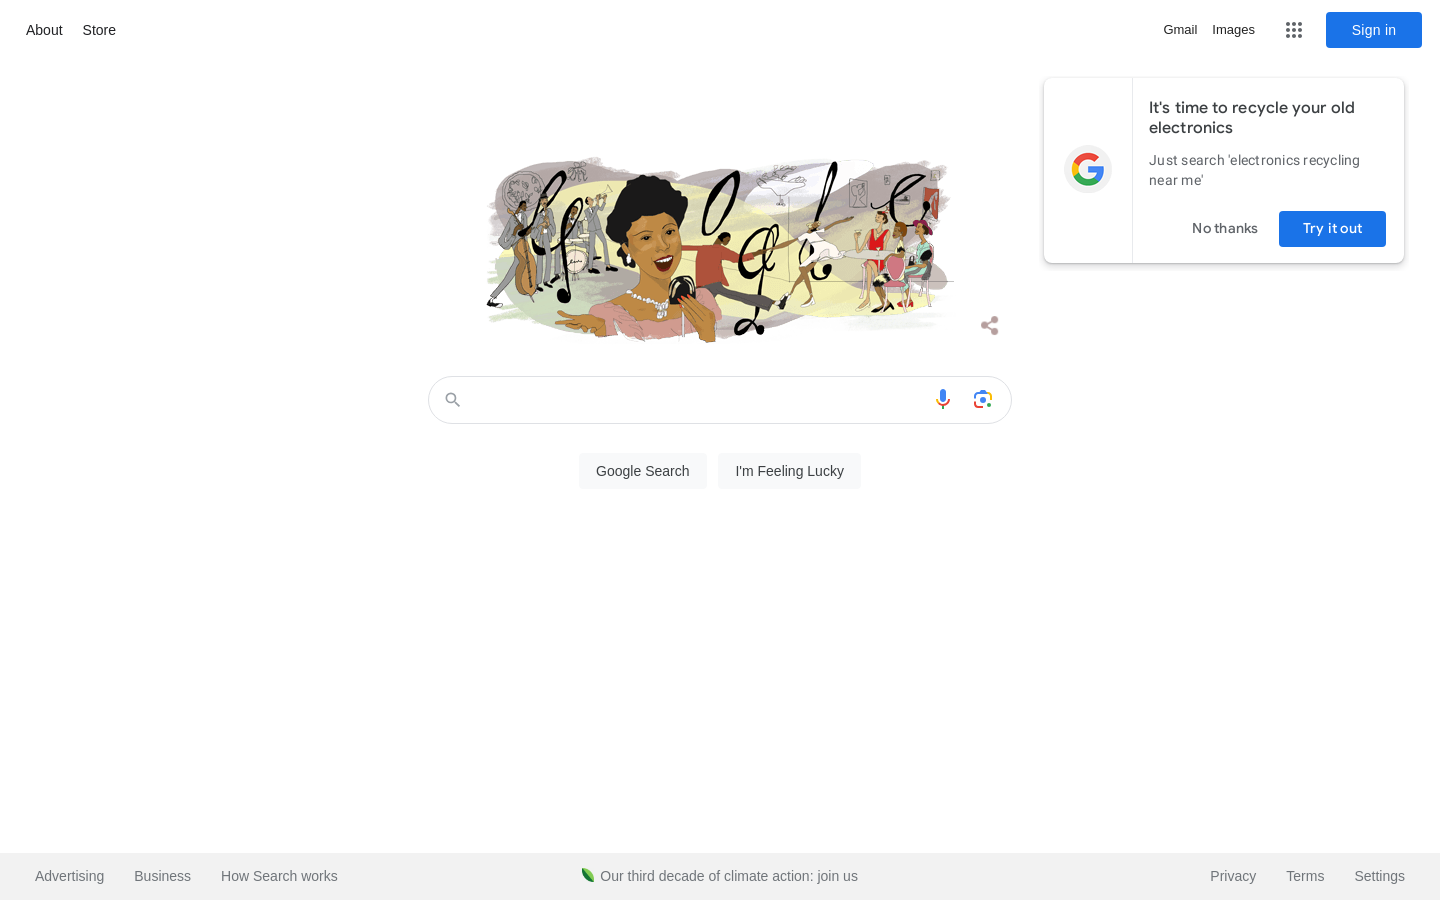 About
Store
Gmail
Images
Sign in
It's time to recycle your old
electronics
Just search 'electronics recycling
near me'
No thanks
Try it out
Google Search
I'm Feeling Lucky
Advertising
Business
How Search works
Our third decade of climate action: join us
Privacy
Terms
Settings